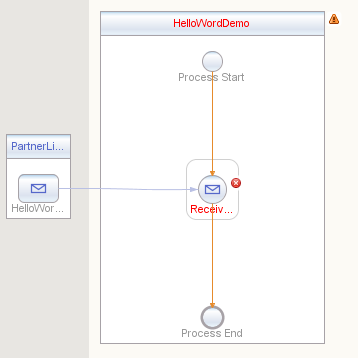 HelloWordDemo
Process Start
PartnerLi...
HelloWor...
Receiv...
Process End